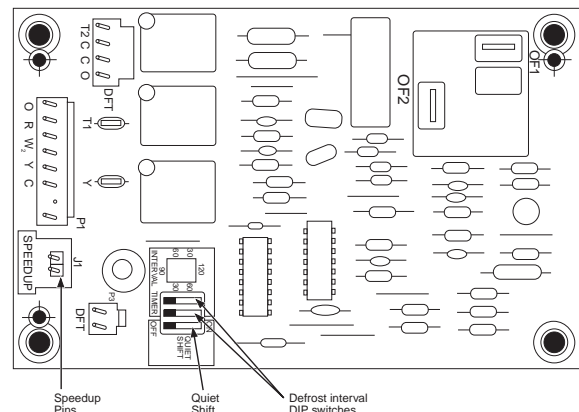 T2 C C O
DFT
OF1
OF2
T1
O R W2 Y C
Y
P1
J1
SPEEDUP
P3
DFT
30
60
INTERVAL
120
90
30
60
TIMER
OFF
ON
QUIET
SHIFT
Speedup
Pins
Quiet
Shift
Defrost interval
DIP switches